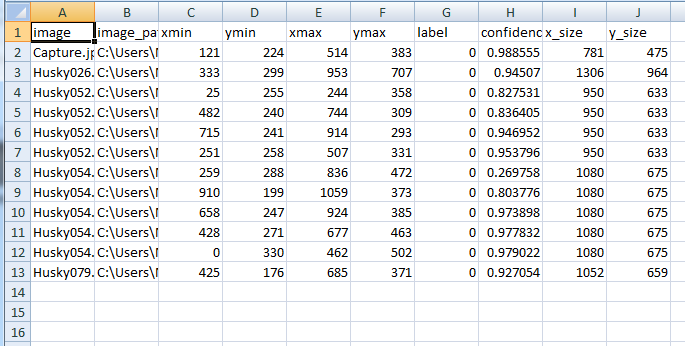 A B C D E F G H I J
1 image image_pa xmin ymin xmax ymax label confidenc x_size y_size
2 Capture.jp C:\Users\ 121 224 514 383 0 0.988555 781 475
3 Husky026. C:\Users\ 333 299 953 707 0 0.94507 1306 964
4 Husky052. C:\Users\ 25 255 244 358 0 0.827531 950 633
5 Husky052. C:\Users\ 482 240 744 309 0 0.836405 950 633
6 Husky052. C:\Users\ 715 241 914 293 0 0.946952 950 633
7 Husky052. C:\Users\ 251 258 507 331 0 0.953796 950 633
8 Husky054. C:\Users\ 259 288 836 472 0 0.269758 1080 675
9 Husky054. C:\Users\ 910 199 1059 373 0 0.803776 1080 675
10 Husky054. C:\Users\ 658 247 924 385 0 0.973898 1080 675
11 Husky054. C:\Users\ 428 271 677 463 0 0.977832 1080 675
12 Husky054. C:\Users\ 0 330 462 502 0 0.979022 1080 675
13 Husky079. C:\Users\ 425 176 685 371 0 0.927054 1052 659
14
15
16